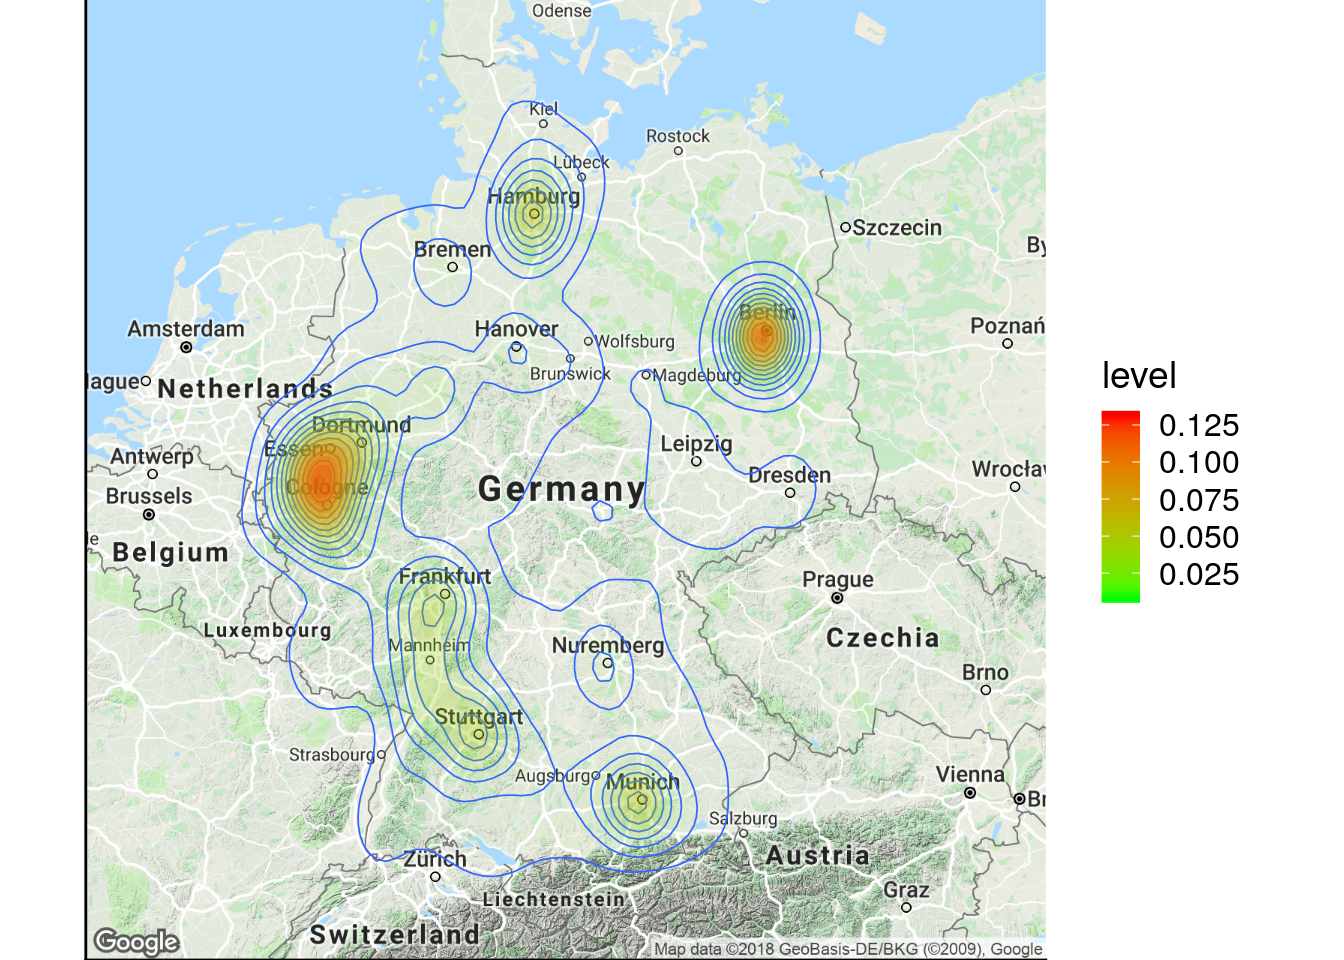 Odense
Kiel
Rostock
Lübeck
Hamburg
Szczecin
By
Bremen
Berlin
Amsterdam
Hanover
Wolfsburg
Poznań
Brunswick
Magdeburg
lague
Netherlands
Dortmund
Essen
Leipzig
Antwerp
Dresden
Wrocław
Brussels
Cologne
Germany
Belgium
Frankfurt
Prague
Luxembourg
Czechia
Mannheim
Nuremberg
Brno
Stuttgart
Strasbourg
Augsburg
Munich
Vienna
Br
Salzburg
Zürich
Austria
Liechtenstein
Graz
Switzerland
Google
Map data ©2018 GeoBasis-DE/BKG (©2009), Google
level
0.125
0.100
0.075
0.050
0.025